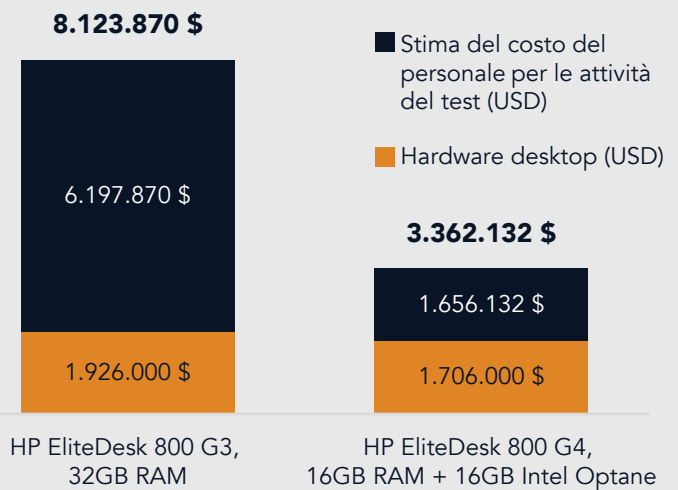 8.123.870 $
6.197.870 $
1.926.000 $
HP EliteDesk 800 G3,
32GB RAM
Stima del costo del
personale per le attività
del test (USD)
Hardware desktop (USD)
3.362.132 $
1.656.132 $
1.706.000 $
HP EliteDesk 800 G4,
16GB RAM + 16GB Intel Optane